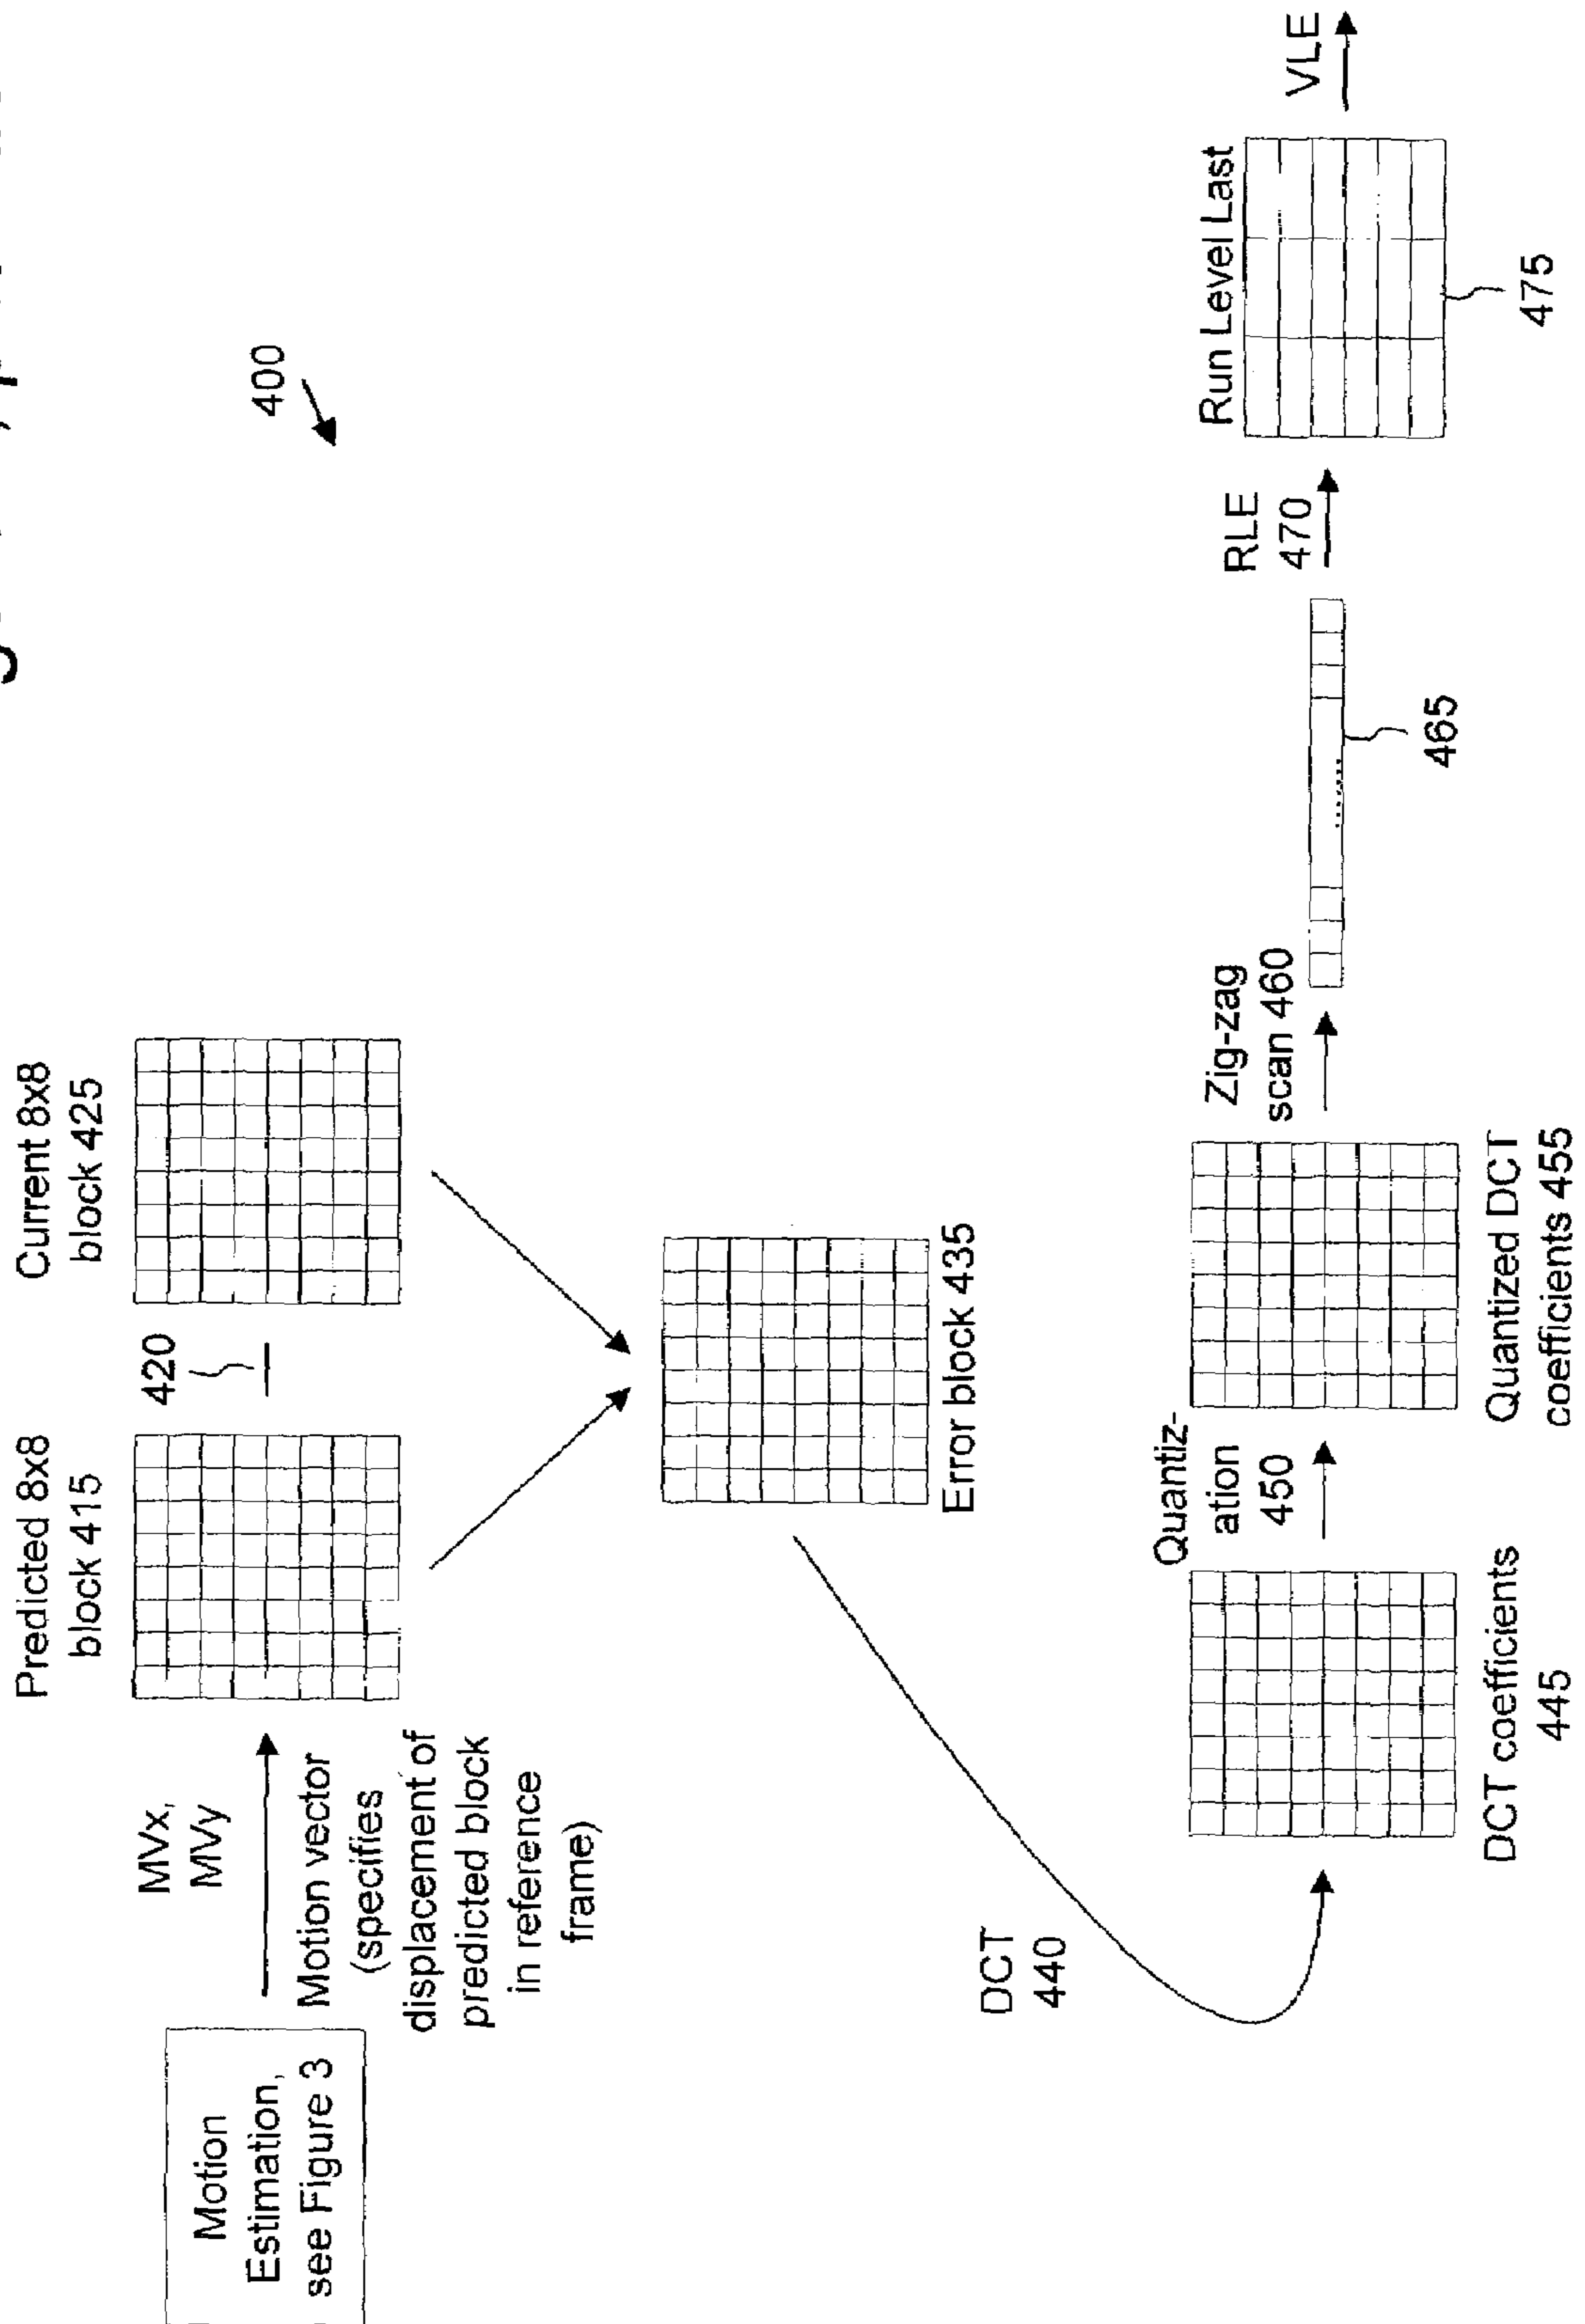 400
Motion
Estimation,
see Figure 3
MVx,
MVy
Motion vector
(specifies
displacement of
predicted block
in reference
frame)
Predicted 8x8
block 415
420
Current 8x8
block 425
Error block 435
DCT
440
DCT coefficients
445
Quantiz-
ation
450
Quantized DCT
coefficients 455
Zig-zag
scan 460
465
RLE
470
Run Level Last
475
VLE